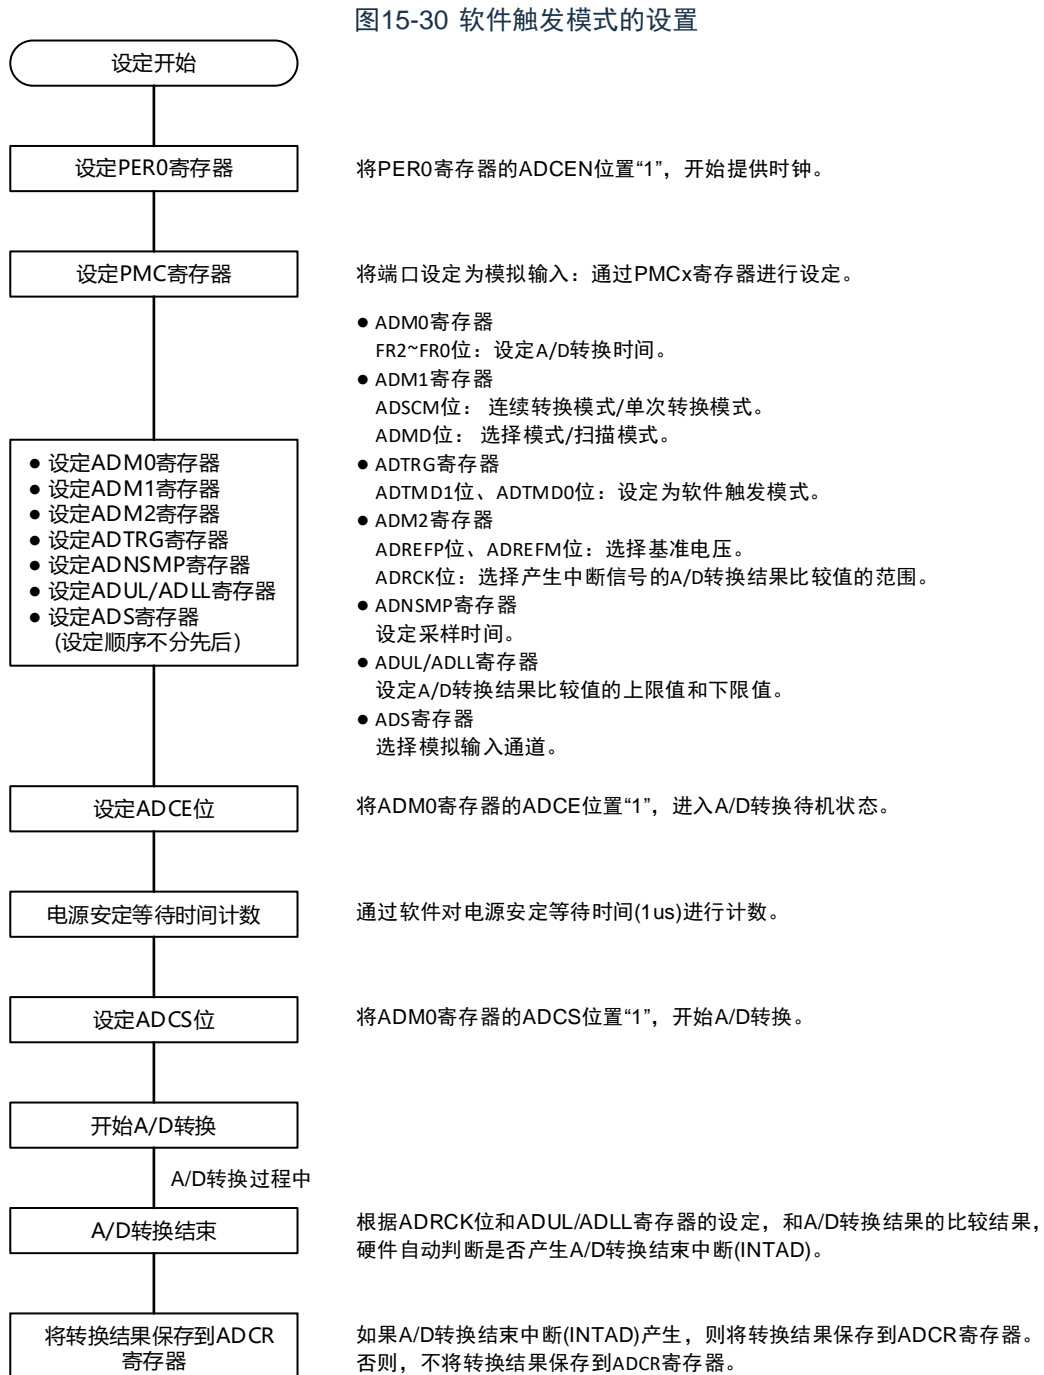 图15-30 软件触发模式的设置
设定开始
设定PER0寄存器
将PER0寄存器的ADCEN位置“1”，开始提供时钟。
设定PMC寄存器
将端口设定为模拟输入：通过PMCx寄存器进行设定。
● 设定ADM0寄存器
● 设定ADM1寄存器
● 设定ADM2寄存器
● 设定ADTRG寄存器
● 设定ADNSMP寄存器
● 设定ADUL/ADLL寄存器
● 设定ADS寄存器
(设定顺序不分先后)
● ADM0寄存器
FR2~FR0位：设定A/D转换时间。
● ADM1寄存器
ADSCM位： 连续转换模式/单次转换模式。
ADMD位： 选择模式/扫描模式。
● ADTRG寄存器
ADTMD1位、ADTMD0位：设定为软件触发模式。
● ADM2寄存器
ADREFP位、ADREFM位：选择基准电压。
ADRCK位：选择产生中断信号的A/D转换结果比较值的范围。
● ADNSMP寄存器
设定采样时间。
● ADUL/ADLL寄存器
设定A/D转换结果比较值的上限值和下限值。
● ADS寄存器
选择模拟输入通道。
设定ADCE位
将ADM0寄存器的ADCE位置“1”，进入A/D转换待机状态。
电源安定等待时间计数
通过软件对电源安定等待时间(1us)进行计数。
设定ADCS位
将ADM0寄存器的ADCS位置“1”，开始A/D转换。
开始A/D转换
A/D转换过程中
A/D转换结束
根据ADRCK位和ADUL/ADLL寄存器的设定，和A/D转换结果的比较结果，
硬件自动判断是否产生A/D转换结束中断(INTAD)。
将转换结果保存到ADCR
寄存器
如果A/D转换结束中断(INTAD)产生，则将转换结果保存到ADCR寄存器。
否则，不将转换结果保存到ADCR寄存器。